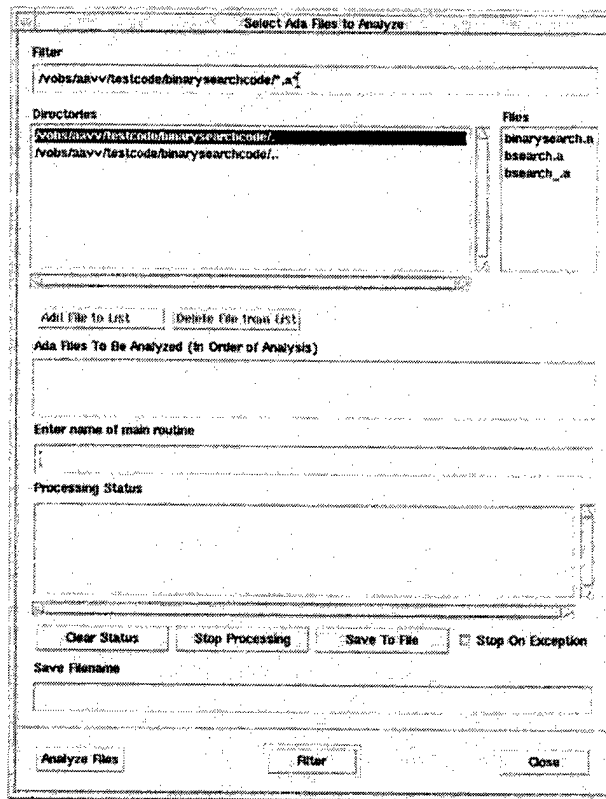 Select Ada Files to Analyze
Filter
/vobs/aavv/testcode/binarysearchcode/*.a
Directories
Files
/vobs/aavv/testcode/binarysearchcode/.
/vobs/aavv/testcode/binarysearchcode/..
binarysearch.a
bsearch.a
bsearch_.a
Add File to List
Delete File from List
Ada Files To Be Analyzed (In Order of Analysis)
Enter name of main routine
Processing Status
Clear Status
Stop Processing
Save To File
Stop On Exception
Save Filename
Analyze Files
Filter
Close